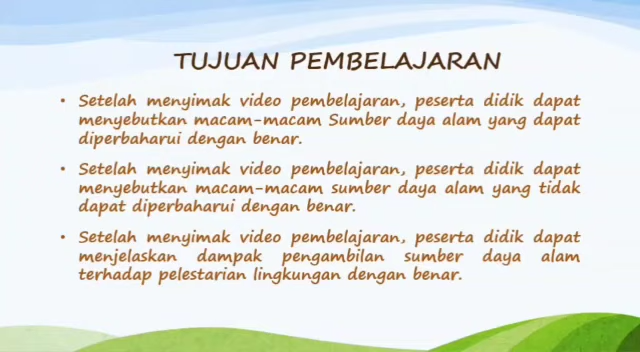 TUJUAN PEMBELAJARAN
• Setelah menyimak video pembelajaran, peserta didik dapat
menyebutkan macam-macam Sumber daya alam yang dapat
diperbaharui dengan benar.
• Setelah menyimak video pembelajaran, peserta didik dapat
menyebutkan macam-macam sumber daya alam yang tidak
dapat diperbaharui dengan benar.
• Setelah menyimak video pembelajaran, peserta didik dapat
menjelaskan dampak pengambilan sumber daya alam
terhadap pelestarian lingkungan dengan benar.